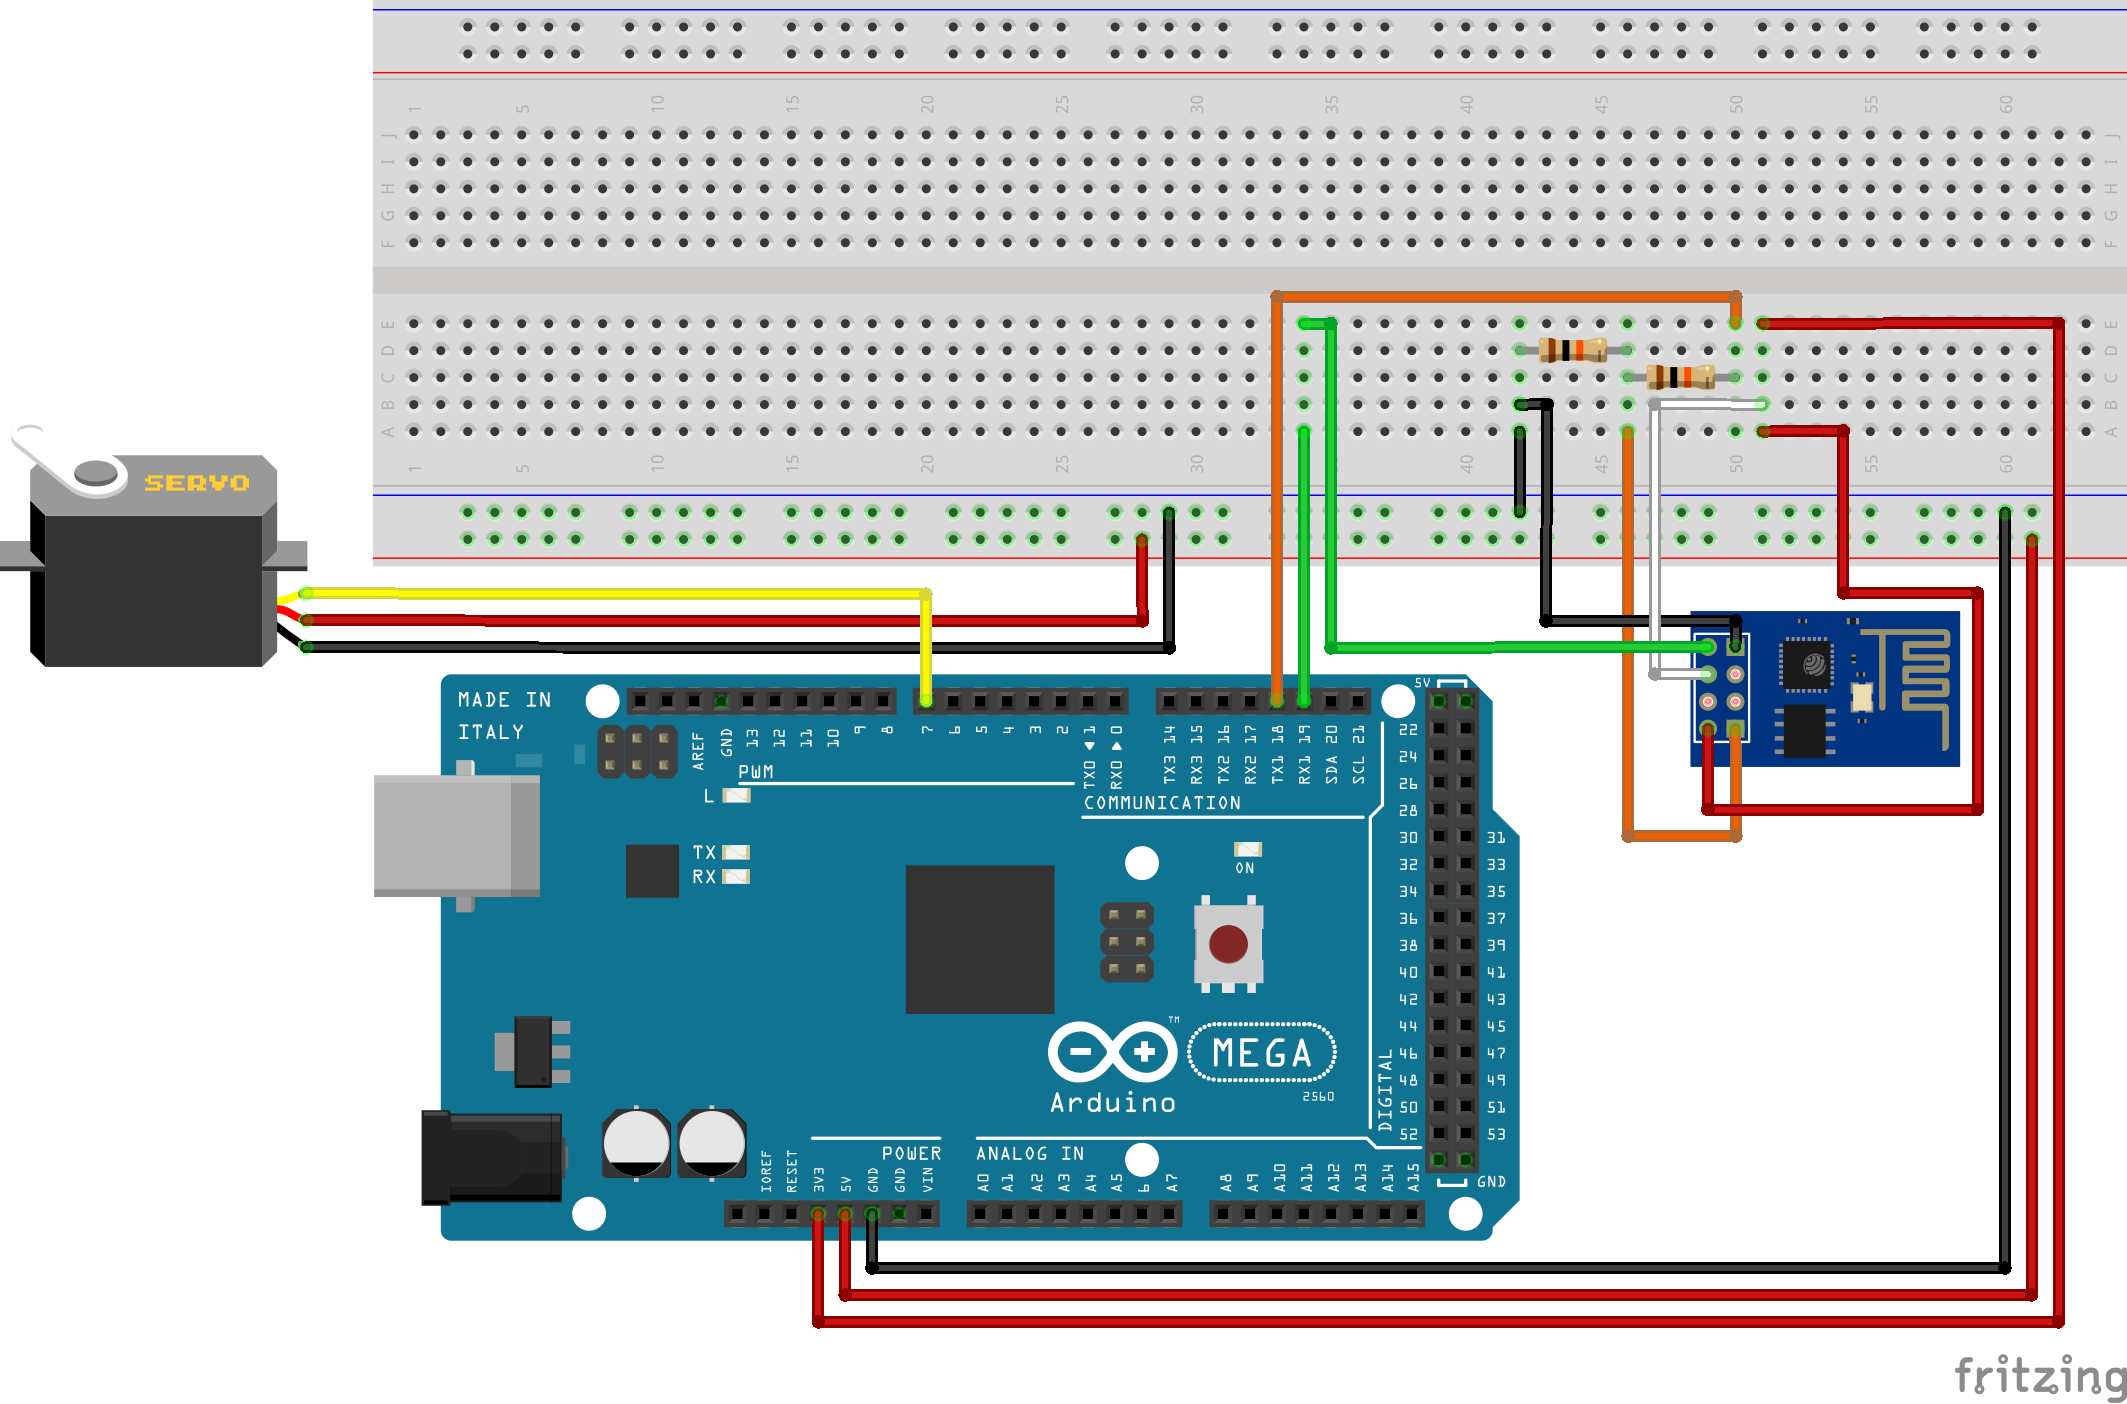 1 5 10 15 20 25 30 35 40 45 50 55 60
J J
I I
H H
G G
F F
E E
D D
C C
B B
A A
1 5 10 15 20 25 30 35 40 45 50 55 60
SERVO
MADE IN
ITALY
AREF GND 13 12 11 10 9 8 7 6 5 4 3 2 TX0 1 RX0 0 TX3 14 RX3 15 TX2 16 RX2 17 TX1 18 RX1 19 SDA 20 SCL 21
5V
PWM
L
COMMUNICATION
TX
RX
ON
22
24
26
28
30 31
32 33
34 35
36 37
38 39
40 41
42 43
44 45
46 47
48 49
50 51
52 53
DIGITAL
TM
MEGA
Arduino
2560
POWER
ANALOG IN
IOREF RESET 3V3 5V GND GND VIN A0 A1 A2 A3 A4 A5 6 A7 A8 A9 A10 A11 A12 A13 A14 A15
GND
fritzing